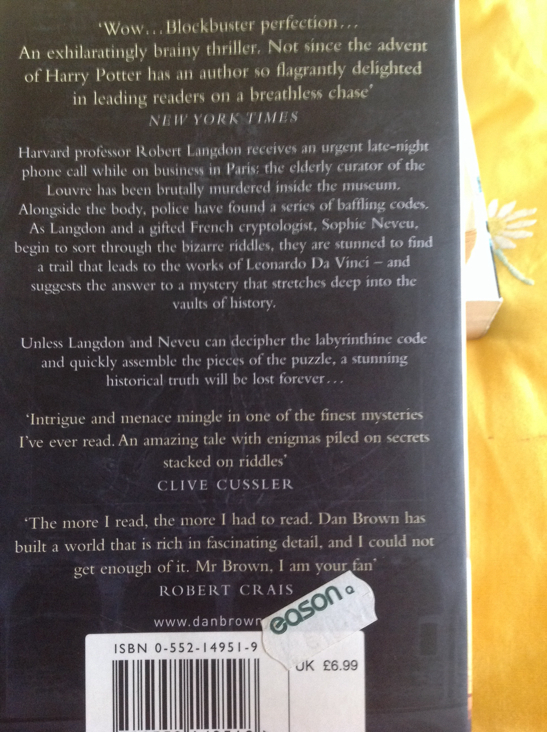 ‘Wow...Blockbuster perfection...
An exhilaratingly brainy thriller. Not since the advent
of Harry Potter has an author so flagrantly delighted
in leading readers on a breathless chase’
NEW YORK TIMES
Harvard professor Robert Langdon receives an urgent late-night
phone call while on business in Paris: the elderly curator of the
Louvre has been brutally murdered inside the museum.
Alongside the body, police have found a series of baffling codes.
As Langdon and a gifted French cryptologist, Sophie Neveu,
begin to sort through the bizarre riddles, they are stunned to find
a trail that leads to the works of Leonardo Da Vinci – and
suggests the answer to a mystery that stretches deep into the
vaults of history.
Unless Langdon and Neveu can decipher the labyrinthine code
and quickly assemble the pieces of the puzzle, a stunning
historical truth will be lost forever...
‘Intrigue and menace mingle in one of the finest mysteries
I’ve ever read. An amazing tale with enigmas piled on secrets
stacked on riddles’
CLIVE CUSSLER
‘The more I read, the more I had to read. Dan Brown has
built a world that is rich in fascinating detail, and I could not
get enough of it. Mr Brown, I am your fan’
ROBERT CRAIS
www.danbrown
eason
ISBN 0-552-14951-9
UK £6.99